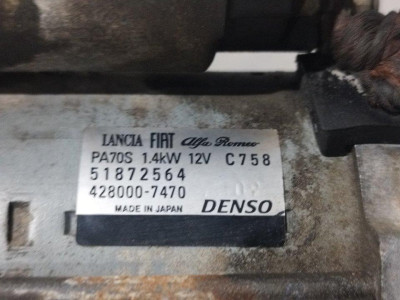 LANCIA FIAT Alfa Romeo
PA70S 1.4kW 12V C758
51872564
428000-7470
MADE IN JAPAN DENSO